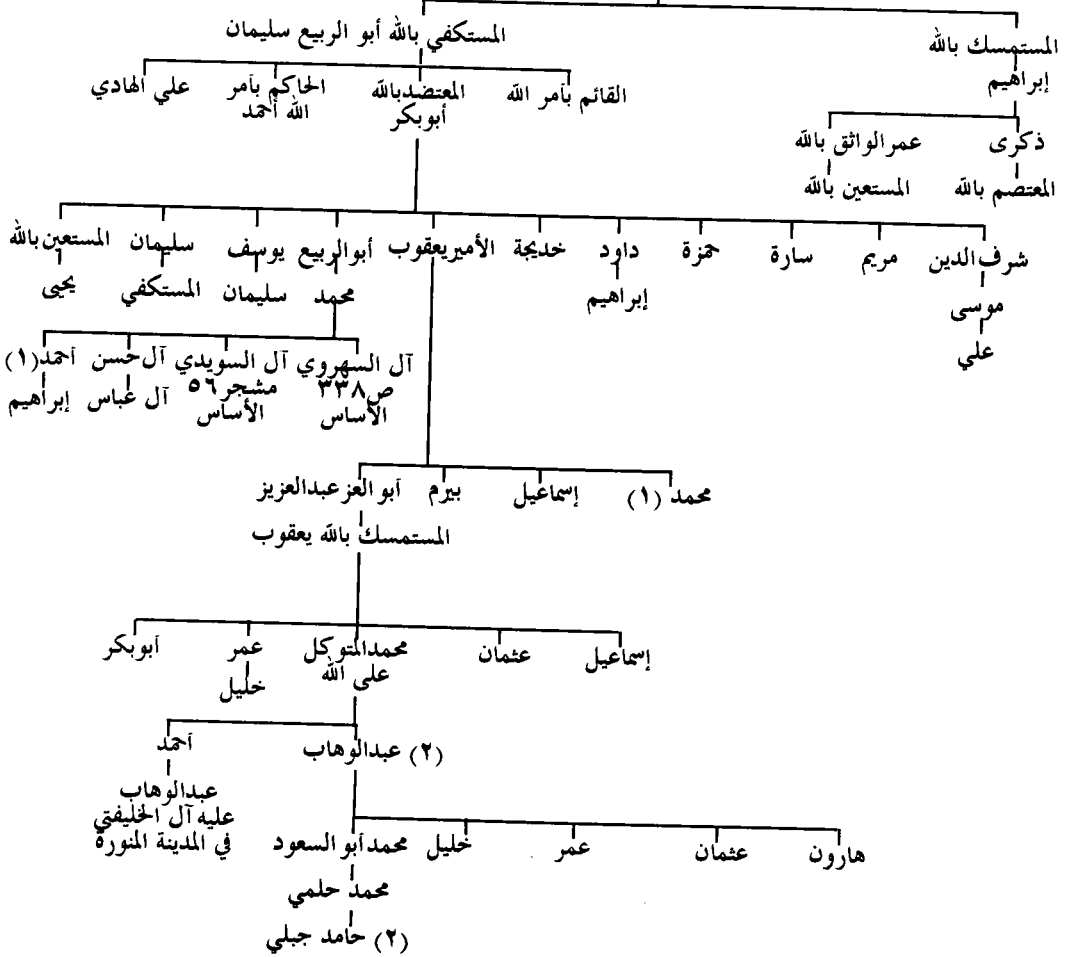 المستمسك بالله
إبراهيم
المستكفي بالله أبو الربيع سليمان
ذكرى
عمر الواثق بالله
المعتصم بالله
المستعين بالله
القائم بأمر الله
المعتضد بالله
أبو بكر
الحاكم بأمر
الله أحمد
علي الهادي
شرف الدين
موسى
علي
مريم
سارة
حمزة
داود
إبراهيم
خديجة
الأمير يعقوب
أبو الربيع
محمد
يوسف
سليمان
سليمان
المستكفي
المستعين بالله
يحيى
آل السهروي
ص ٣٣٨
الأساس
آل السويدي
مشجر ٥٦
الأساس
آل حسن
آل عباس
أحمد (١)
إبراهيم
محمد (١)
إسماعيل
بيرم
أبو العز عبدالعزيز
المستمسك بالله يعقوب
إسماعيل
عثمان
محمد المتوكل
على الله
عمر
خليل
أبو بكر
(٢) عبدالوهاب
أحمد
عبدالوهاب
عليه آل الخليفتي
في المدينة المنورة
هارون
عثمان
عمر
خليل
محمد أبو السعود
محمد حلمي
(٢) حامد جبلي